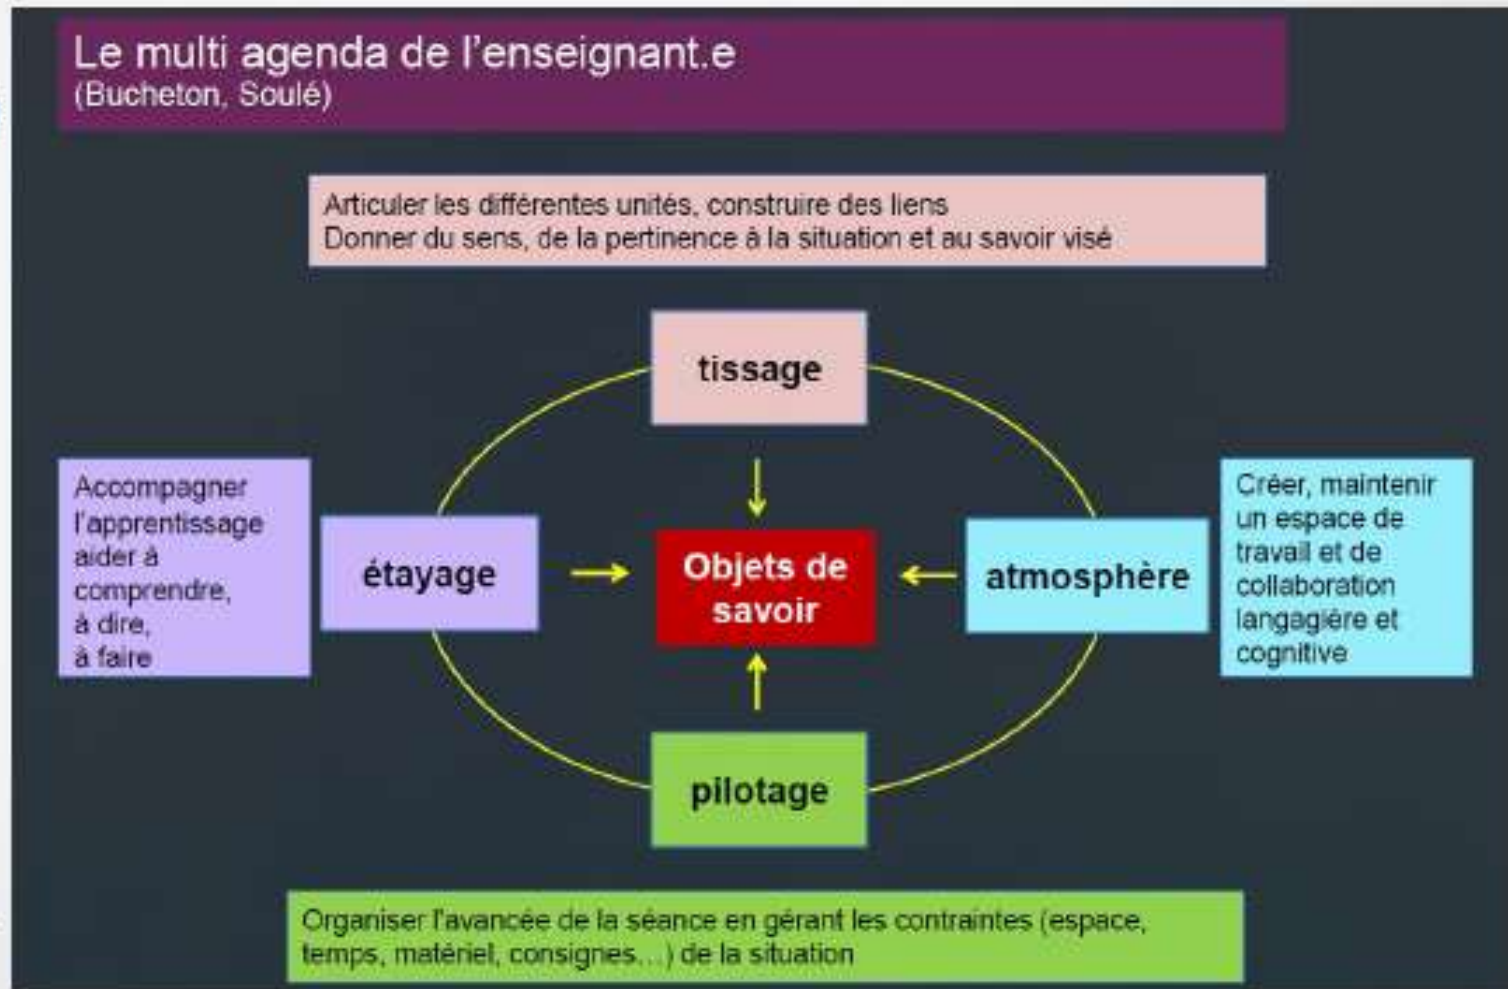 Le multi agenda de l'enseignant.e
(Bucheton, Soulé)
Articuler les différentes unités, construire des liens
Donner du sens, de la pertinence à la situation et au savoir visé
tissage
Accompagner
l'apprentissage
aider à
comprendre,
à dire,
à faire
étayage
Objets de
savoir
atmosphère
Créer, maintenir
un espace de
travail et de
collaboration
langagière et
cognitive
pilotage
Organiser l'avancée de la séance en gérant les contraintes (espace,
temps, matériel, consignes...) de la situation